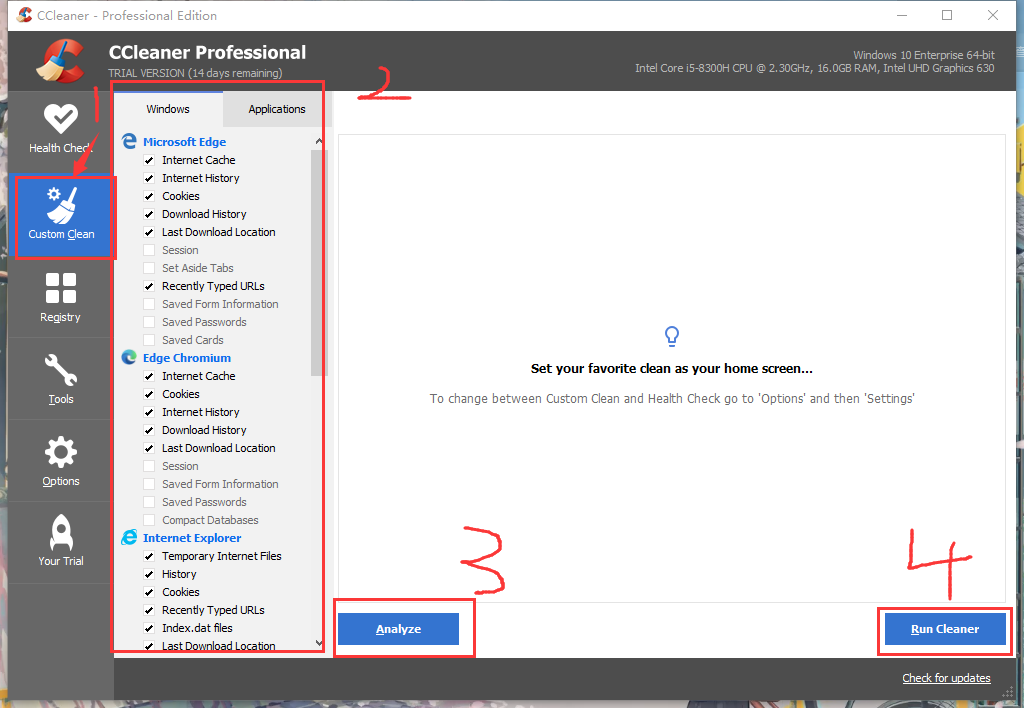 CCleaner - Professional Edition
CCleaner Professional
TRIAL VERSION (14 days remaining)
Windows 10 Enterprise 64-bit
Intel Core i5-8300H CPU @ 2.30GHz, 16.0GB RAM, Intel UHD Graphics 630
1
2
Health Check
Custom Clean
Registry
Tools
Options
Your Trial
Windows
Applications
Microsoft Edge
Internet Cache
Internet History
Cookies
Download History
Last Download Location
Session
Set Aside Tabs
Recently Typed URLs
Saved Form Information
Saved Passwords
Saved Cards
Edge Chromium
Internet Cache
Cookies
Internet History
Download History
Last Download Location
Session
Saved Form Information
Saved Passwords
Compact Databases
Internet Explorer
Temporary Internet Files
History
Cookies
Recently Typed URLs
Index.dat files
Last Download Location
Set your favorite clean as your home screen...
To change between Custom Clean and Health Check go to 'Options' and then 'Settings'
3
4
Analyze
Run Cleaner
Check for updates